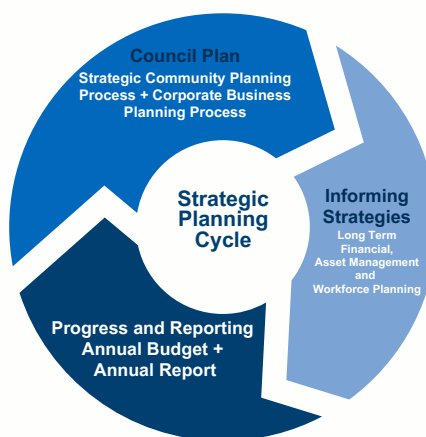 Council Plan
Strategic Community Planning
Process + Corporate Business
Planning Process
Strategic
Planning
Cycle
Informing
Strategies
Long Term
Financial,
Asset Management
and
Workforce Planning
Progress and Reporting
Annual Budget +
Annual Report